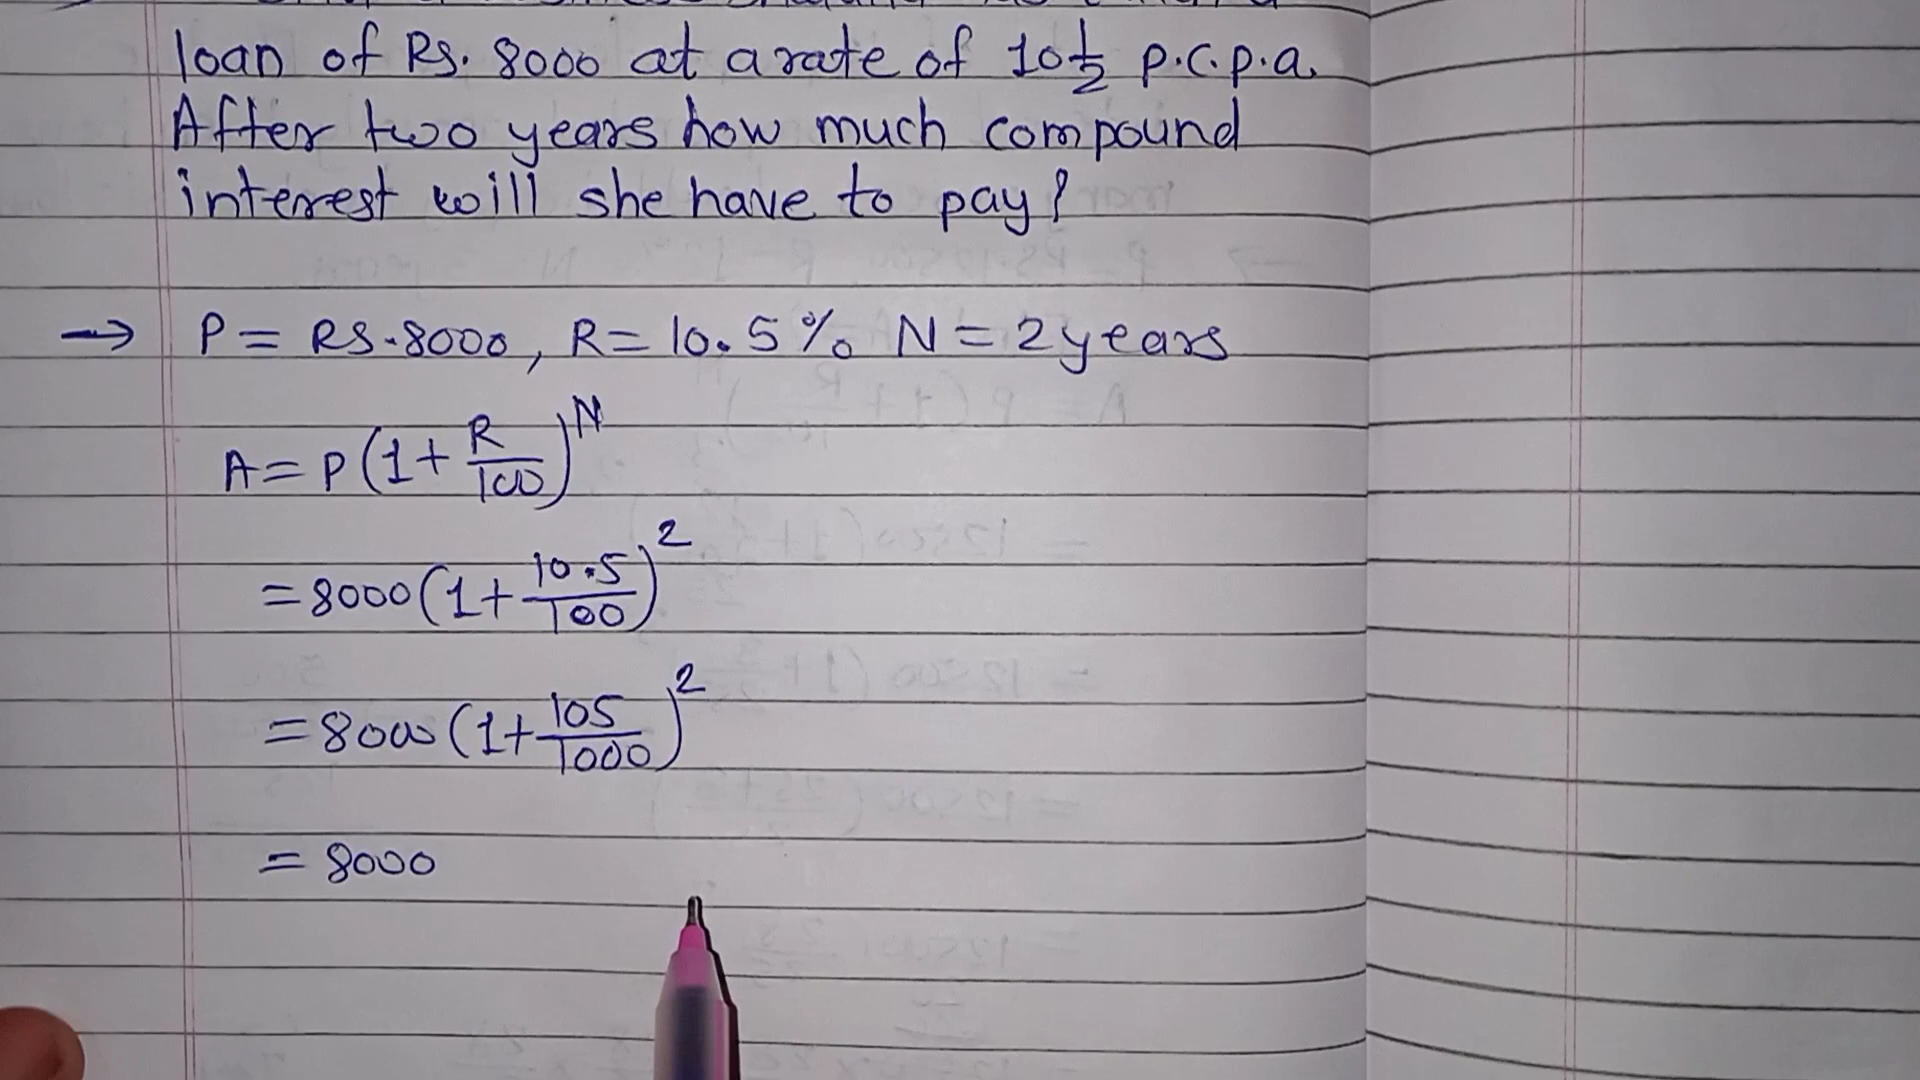 loan of Rs. 8000 at a rate of 10½ p.c.p.a.
After two years how much compound
interest will she have to pay?
→ P = RS.8000, R = 10.5% N = 2 years
A = P(1 + R/100)^N
= 8000(1 + 10.5/100)^2
= 8000(1 + 105/1000)^2
= 8000